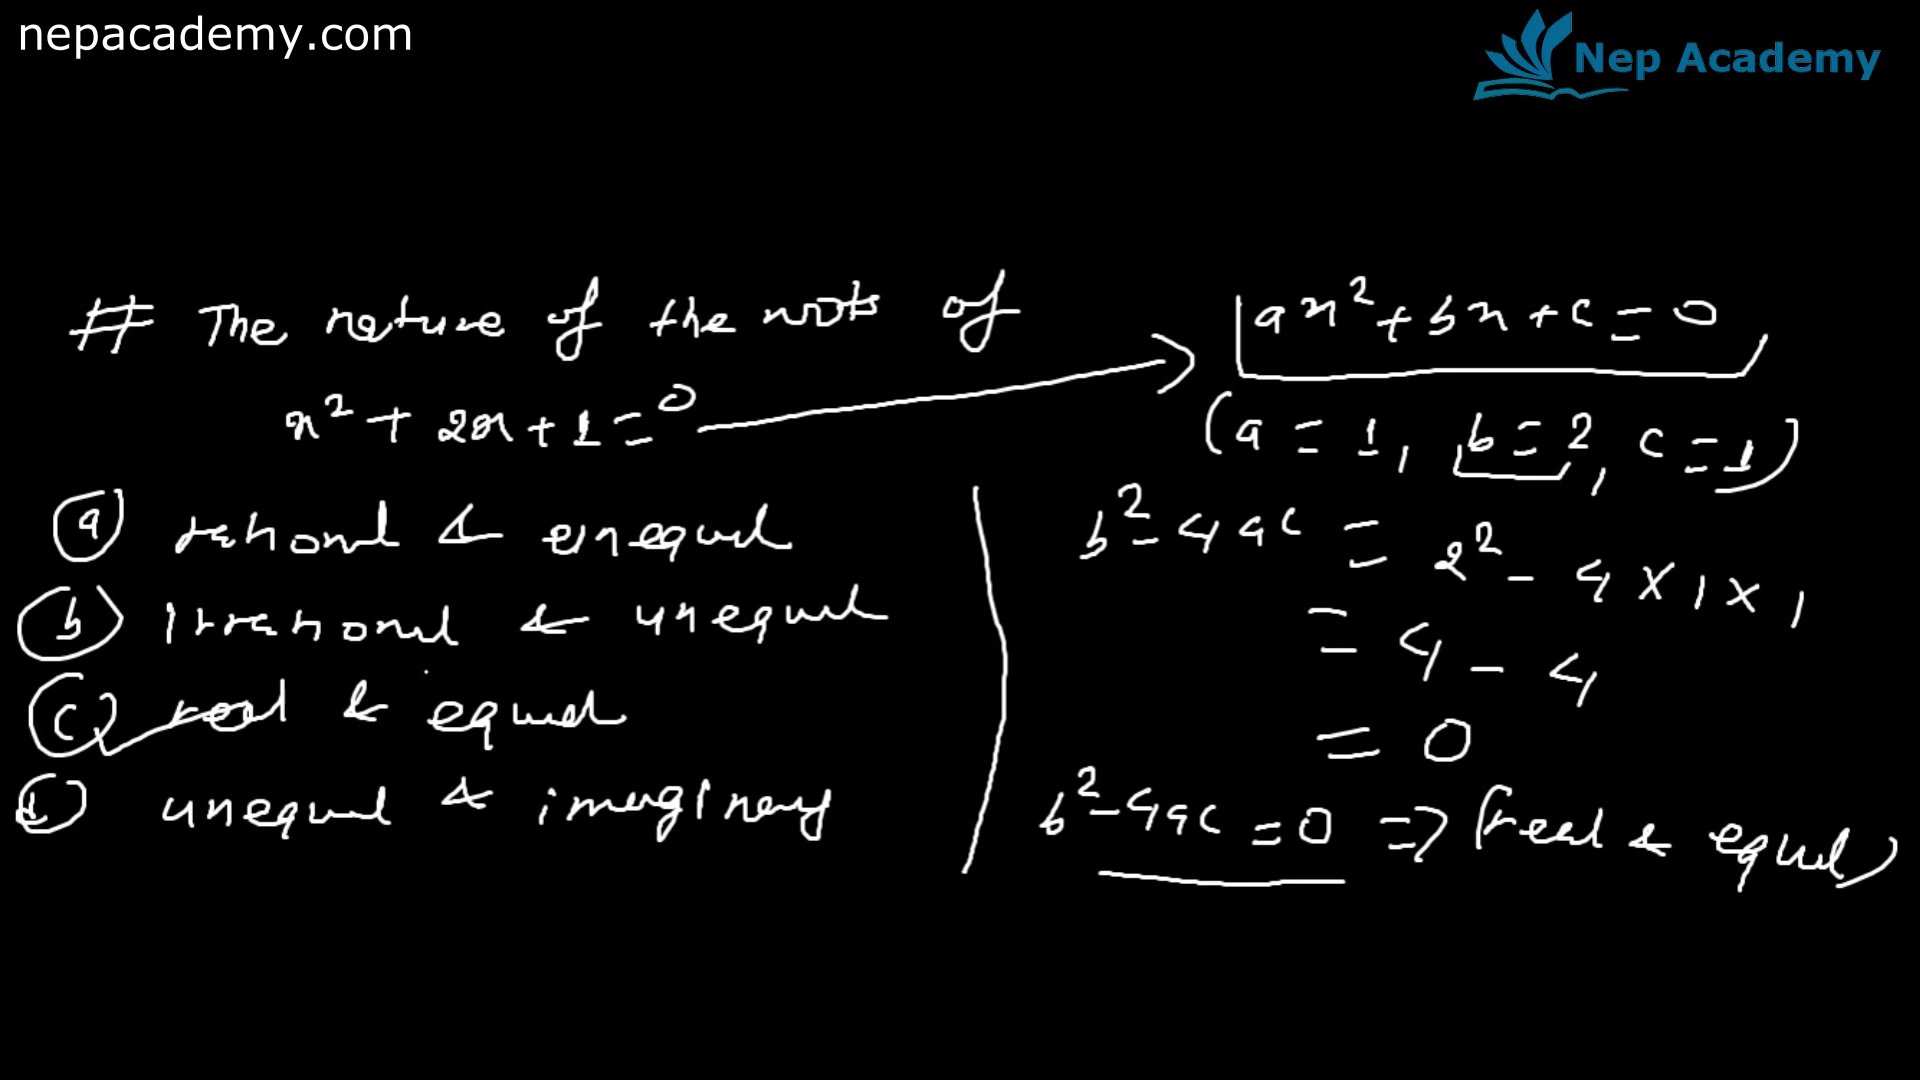 nepacademy.com
Nep Academy
# The nature of the roots of
x² + 2x + 1 = 0
(a) rational & unequal
(b) irrational & unequal
(c) real & equal
(d) unequal & imaginary
ax² + bx + c = 0
(a = 1, b = 2, c = 1)
b² - 4ac = 2² - 4 × 1 × 1
= 4 - 4
= 0
b² - 4ac = 0 => (real & equal)